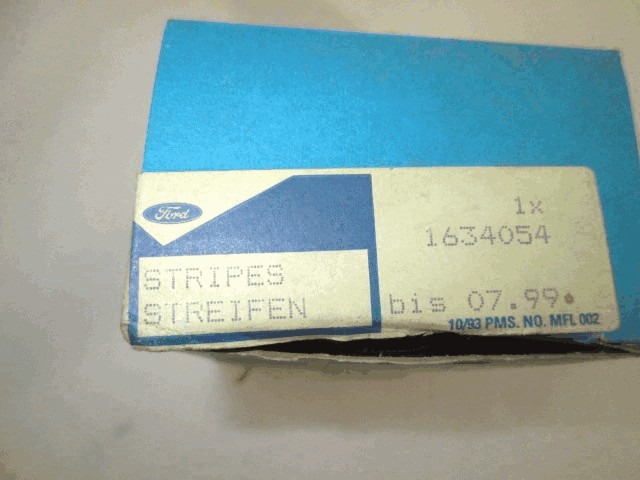 Ford
1x
1634054
STRIPES
STREIFEN
bis 07.99.
10/93 PMS. NO. MFL 002